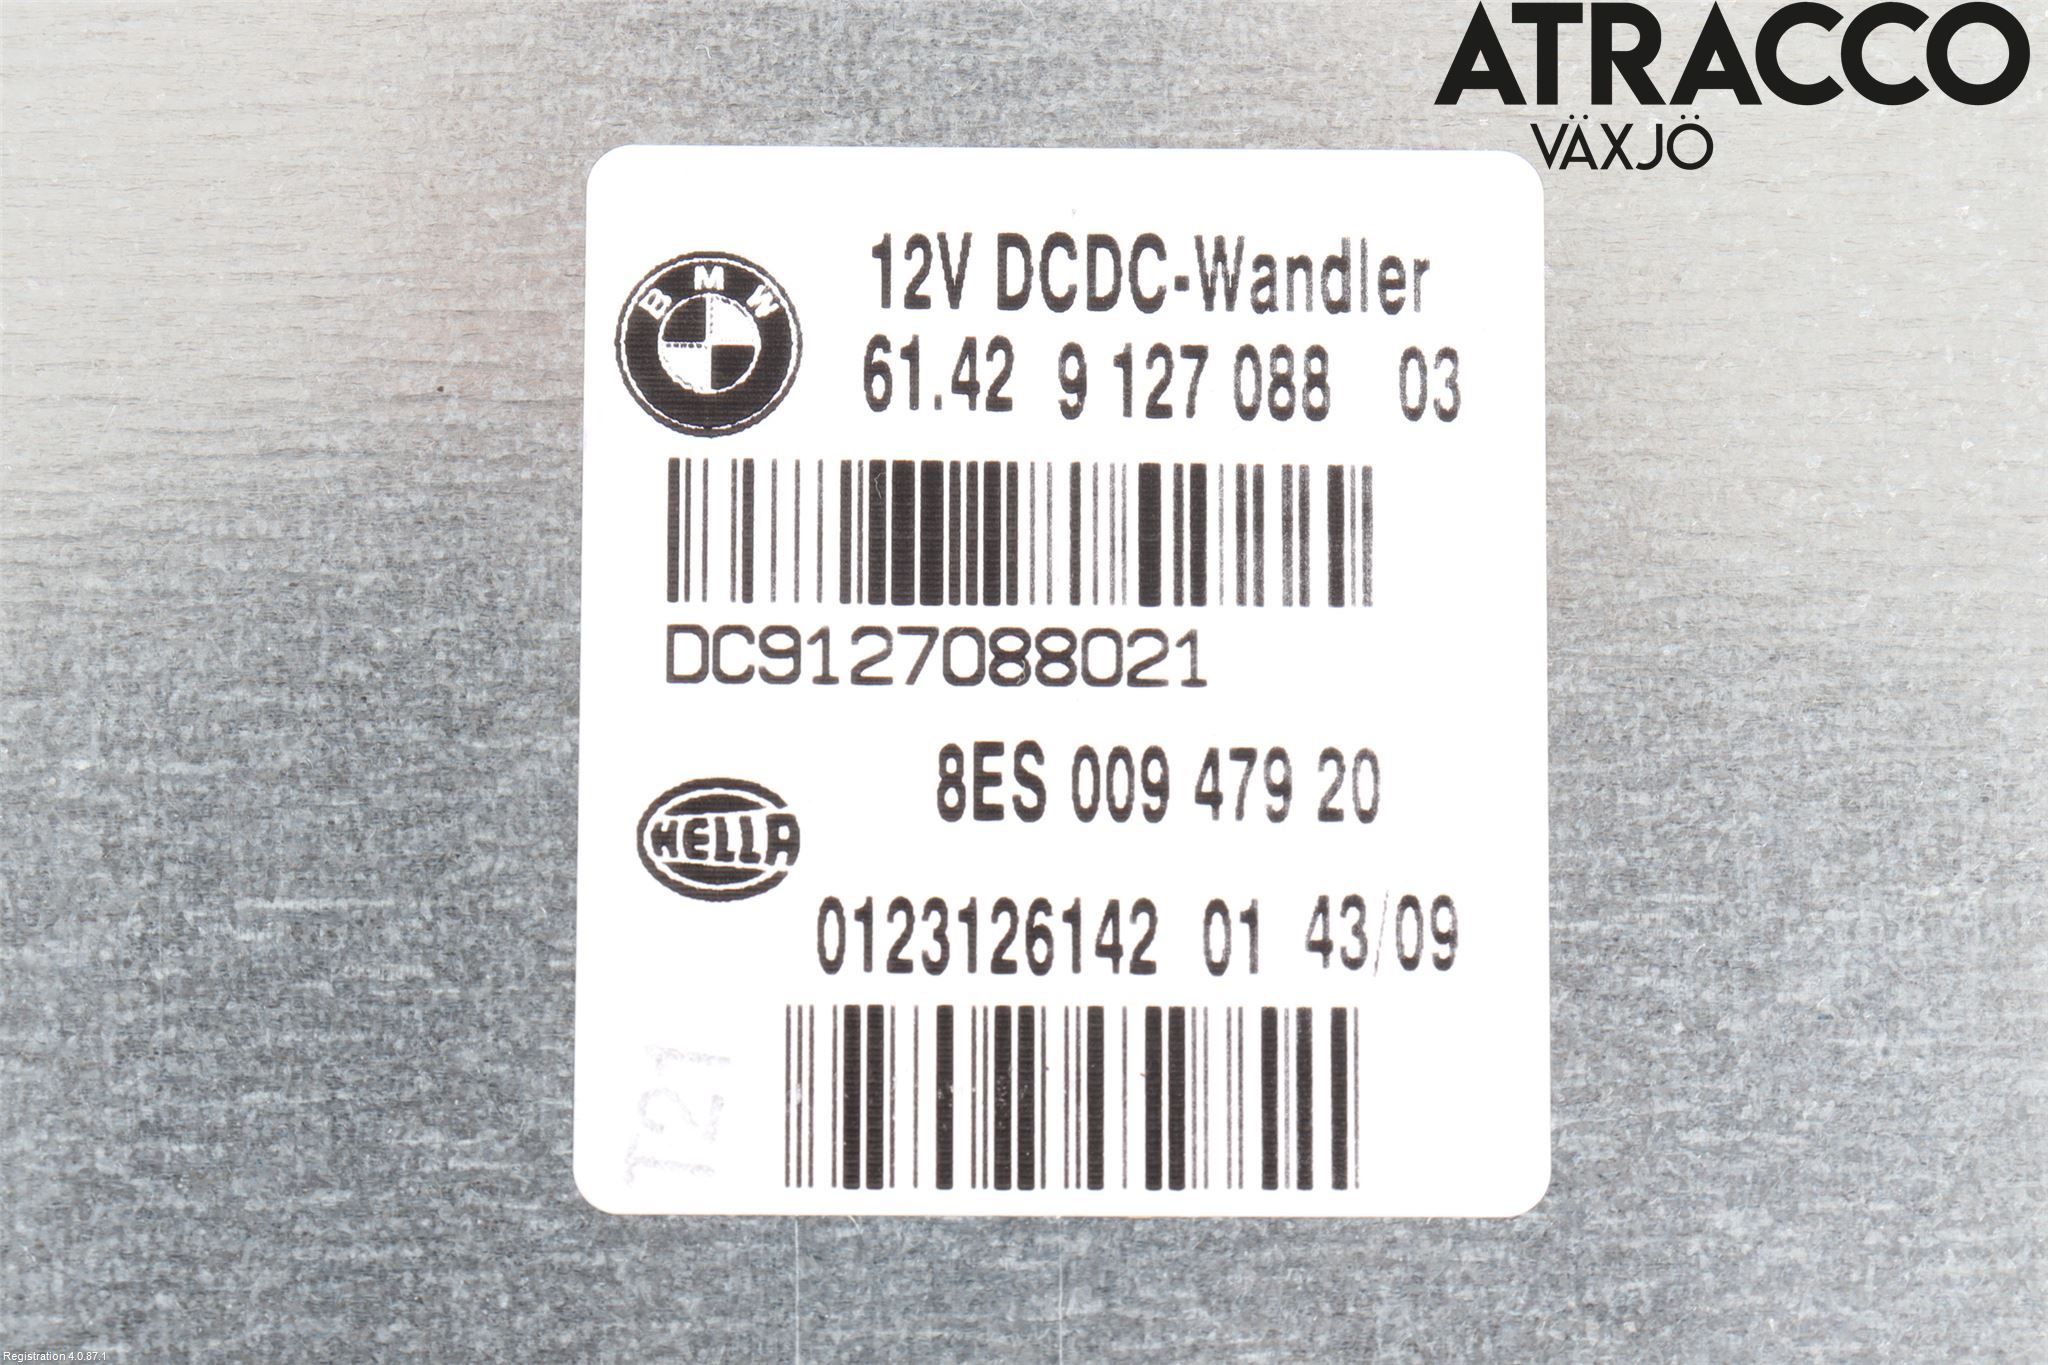 ATRACCO
VÄXJÖ
BMW
12V DCDC-Wandler
61.42 9 127 088 03
DC9127088021
8ES 009 479 20
HELLA
0123126142 01 43/09
T21
Registration 4.0.87.1